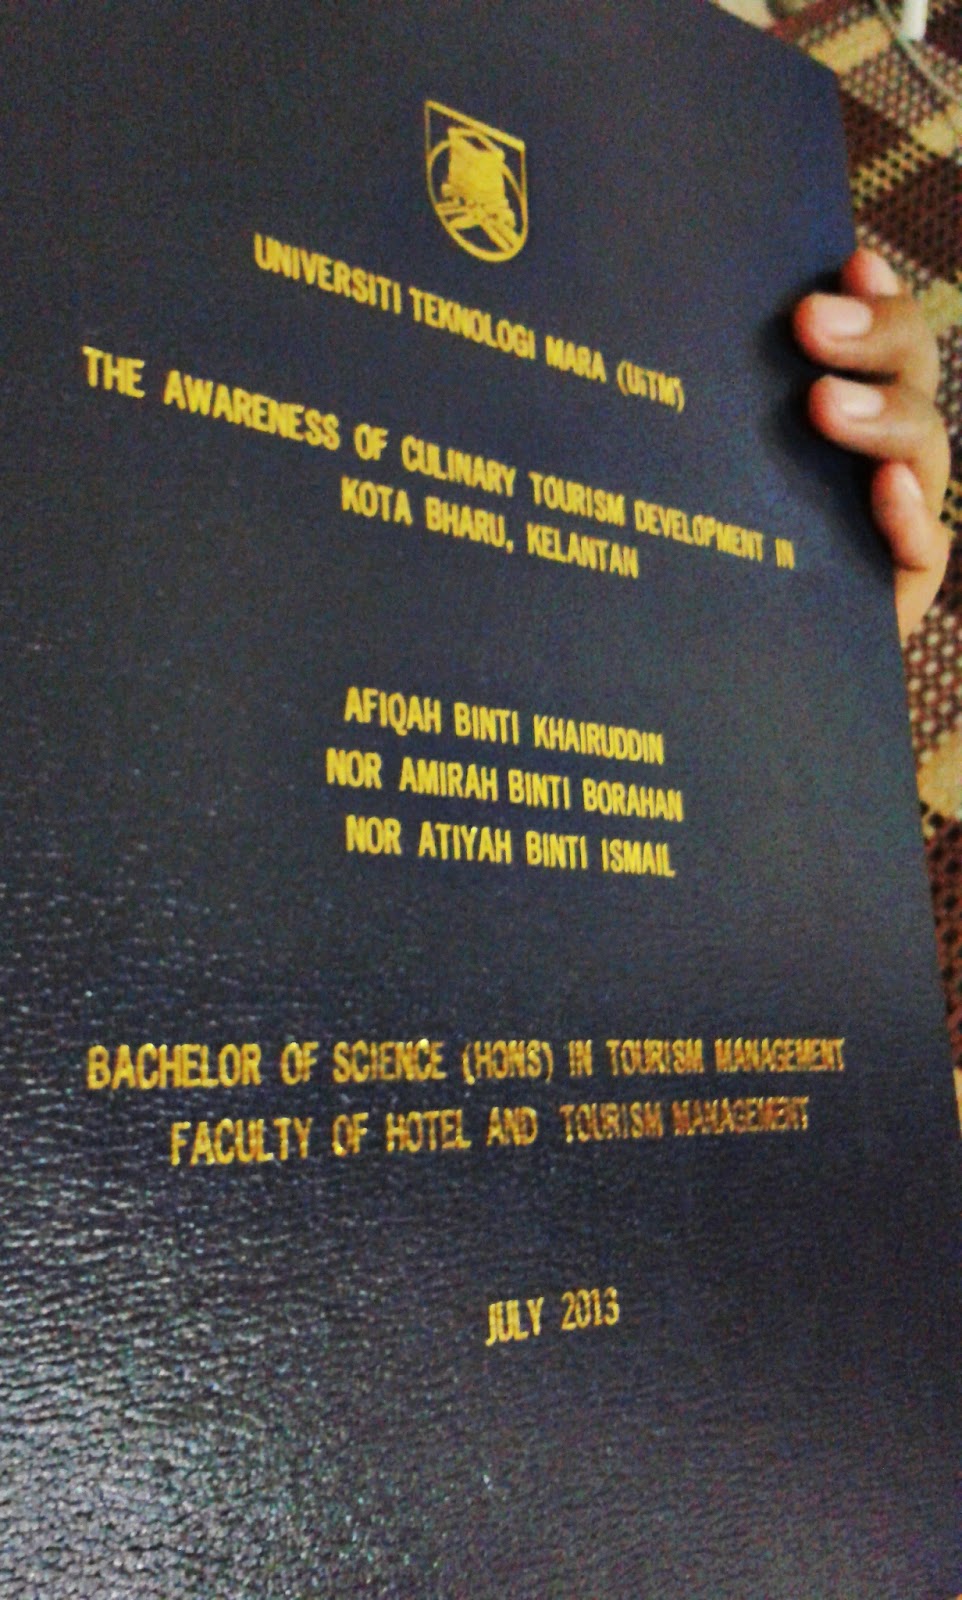 UNIVERSITI TEKNOLOGI MARA (UiTM)
THE AWARENESS OF CULINARY TOURISM DEVELOPMENT IN
KOTA BHARU, KELANTAN
AFIQAH BINTI KHAIRUDDIN
NOR AMIRAH BINTI BORAHAN
NOR ATIYAH BINTI ISMAIL
BACHELOR OF SCIENCE (HONS) IN TOURISM MANAGEMENT
FACULTY OF HOTEL AND TOURISM MANAGEMENT
JULY 2013